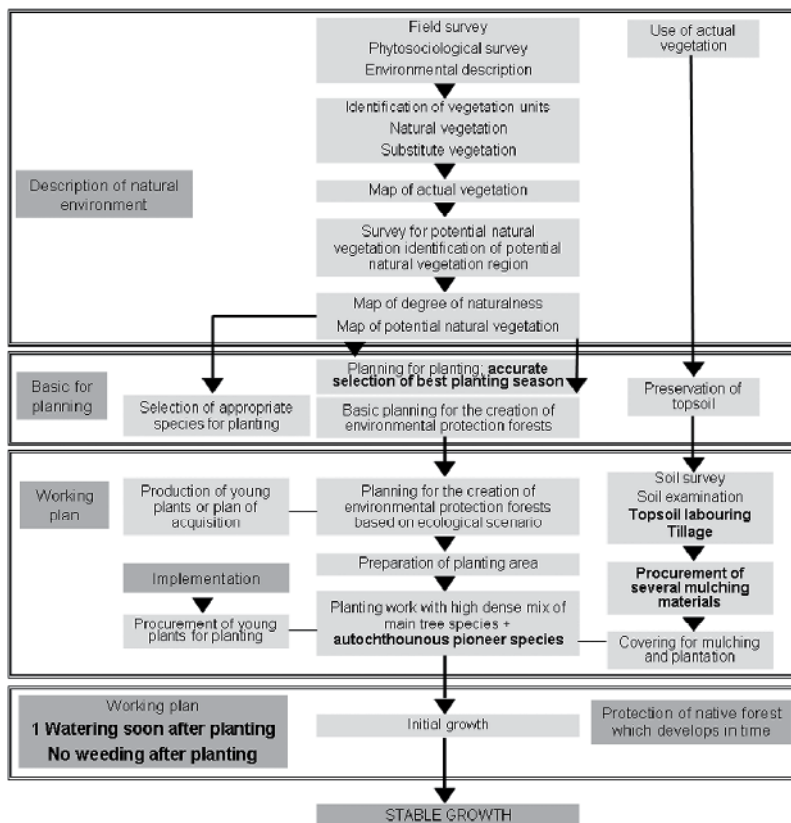 Field survey
Phytosociological survey
Environmental description
Use of actual
vegetation
Identification of vegetation units
Natural vegetation
Substitute vegetation
Description of natural
environment
Map of actual vegetation
Survey for potential natural
vegetation identification of potential
natural vegetation region
Map of degree of naturalness
Map of potential natural vegetation
Basic for
planning
Planning for planting; accurate
selection of best planting season
Selection of appropriate
species for planting
Basic planning for the creation of
environmental protection forests
Preservation of
topsoil
Working
plan
Production of young
plants or plan of
acquisition
Planning for the creation of
environmental protection forests
based on ecological scenario
Soil survey
Soil examination
Topsoil labouring
Tillage
Preparation of planting area
Implementation
Procurement of
several mulching
materials
Procurement of young
plants for planting
Planting work with high dense mix of
main tree species +
autochthounous pioneer species
Covering for mulching
and plantation
Working plan
1 Watering soon after planting
No weeding after planting
Initial growth
Protection of native forest
which develops in time
STABLE GROWTH